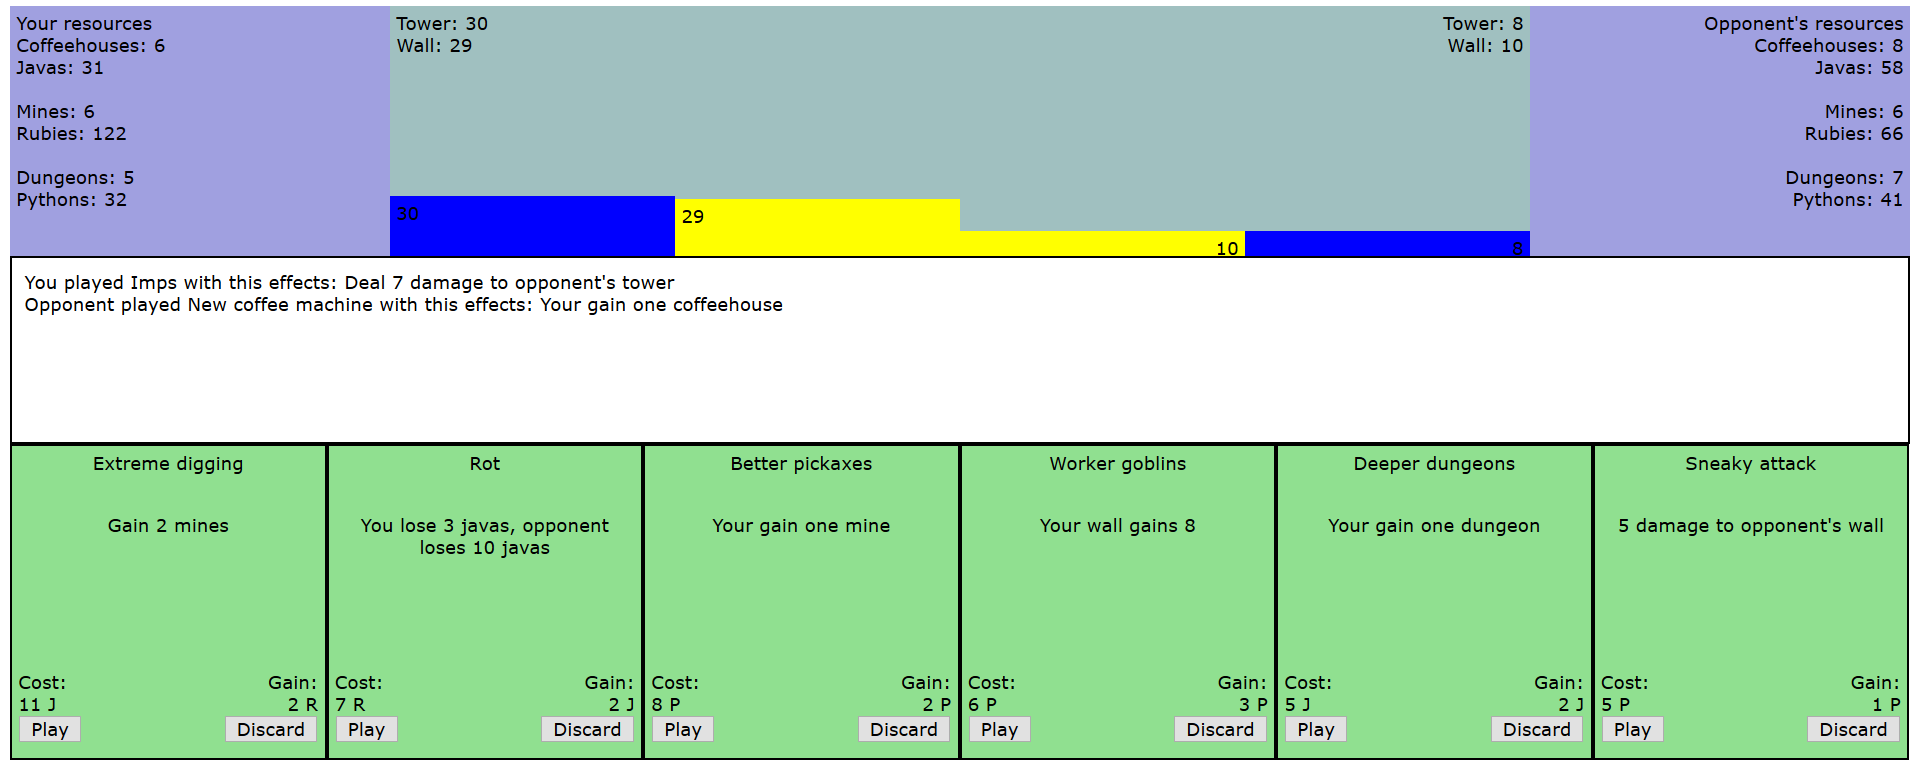 Your resources
Coffeehouses: 6
Javas: 31
Mines: 6
Rubies: 122
Dungeons: 5
Pythons: 32
Tower: 30
Wall: 29
Tower: 8
Wall: 10
Opponent's resources
Coffeehouses: 8
Javas: 58
Mines: 6
Rubies: 66
Dungeons: 7
Pythons: 41
30
29
10
8
You played Imps with this effects: Deal 7 damage to opponent's tower
Opponent played New coffee machine with this effects: Your gain one coffeehouse
Extreme digging
Gain 2 mines
Cost:
11 J
Gain:
2 R
Play
Discard
Rot
You lose 3 javas, opponent
loses 10 javas
Cost:
7 R
Gain:
2 J
Play
Discard
Better pickaxes
Your gain one mine
Cost:
8 P
Gain:
2 P
Play
Discard
Worker goblins
Your wall gains 8
Cost:
6 P
Gain:
3 P
Play
Discard
Deeper dungeons
Your gain one dungeon
Cost:
5 J
Gain:
2 J
Play
Discard
Sneaky attack
5 damage to opponent's wall
Cost:
5 P
Gain:
1 P
Play
Discard